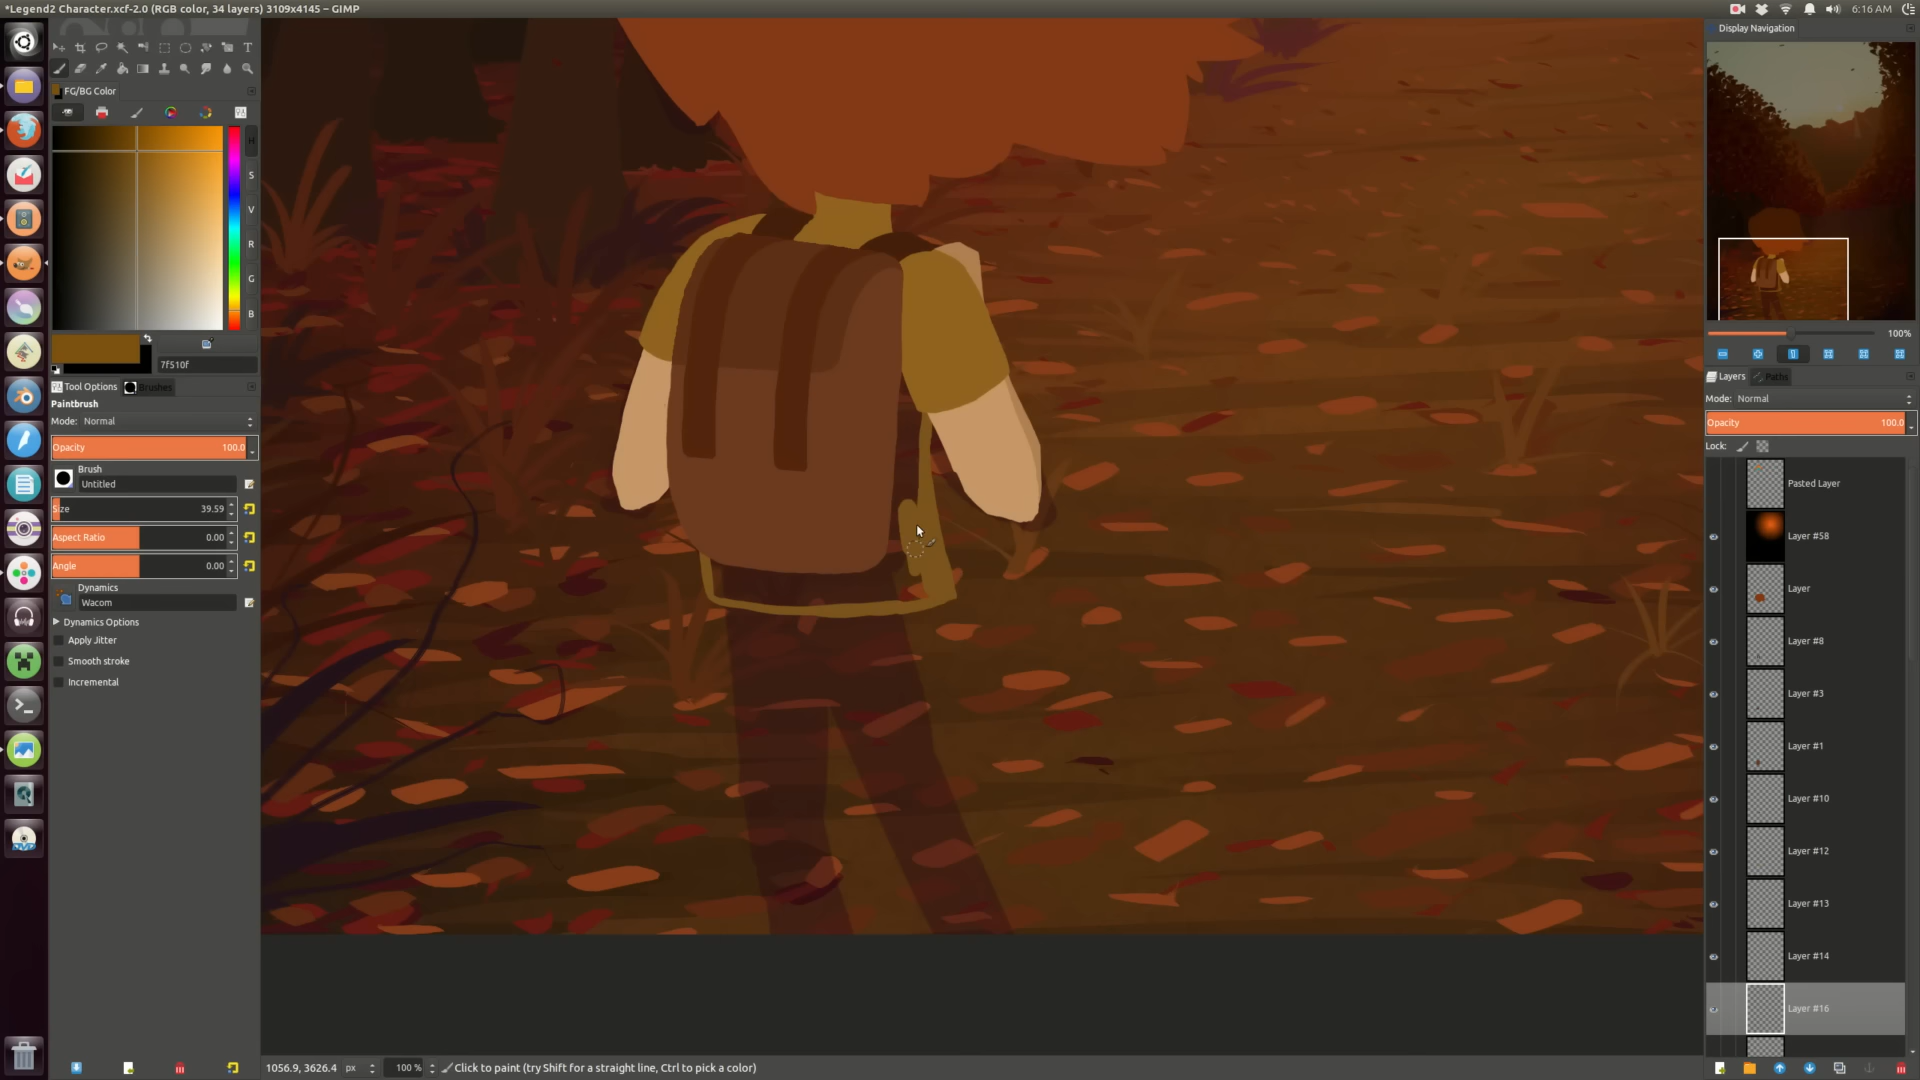 *Legend2 Character.xcf-2.0 (RGB color, 34 layers) 3109x4145 – GIMP
6:16 AM
FG/BG Color
H
S
V
R
G
B
7f510f
Tool Options
Brushes
Paintbrush
Mode: Normal
Opacity 100.0
Brush
Untitled
Size 39.59
Aspect Ratio 0.00
Angle 0.00
Dynamics
Wacom
Dynamics Options
Apply Jitter
Smooth stroke
Incremental
1056.9, 3626.4 px 100 % Click to paint (try Shift for a straight line, Ctrl to pick a color)
Display Navigation
100%
Layers
Paths
Mode: Normal
Opacity 100.0
Lock:
Pasted Layer
Layer #58
Layer
Layer #8
Layer #3
Layer #1
Layer #10
Layer #12
Layer #13
Layer #14
Layer #16